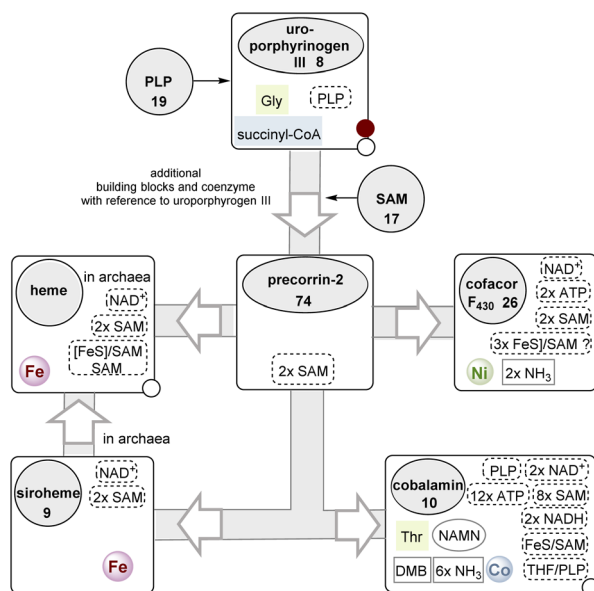 uro-
porphyrinogen
III 8
PLP
19
Gly
PLP
succinyl-CoA
additional
building blocks and coenzyme
with reference to uroporphyrogen III
SAM
17
heme
in archaea
NAD+
2x SAM
[FeS]/SAM
SAM
Fe
precorrin-2
74
2x SAM
cofacor
F430 26
NAD+
2x ATP
2x SAM
3x FeS]/SAM ?
Ni
2x NH3
in archaea
siroheme
9
NAD+
2x SAM
Fe
cobalamin
10
PLP
2x NAD+
12x ATP
8x SAM
2x NADH
Thr
NAMN
FeS/SAM
DMB
6x NH3
Co
THF/PLP